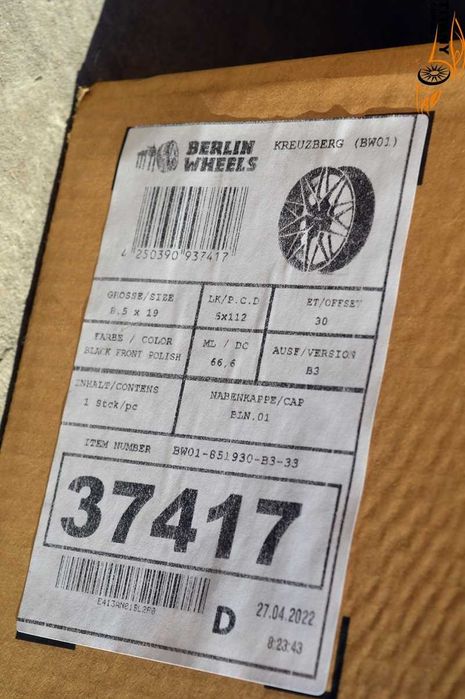 BERLIN
WHEELS
KREUZBERG (BW01)
4 250390 937417
GRÖSSE/SIZE
8.5 x 19
LK/P.C.D
5x112
ET/OFFSET
30
FARBE / COLOR
BLACK FRONT POLISH
ML / DC
66,6
AUSF/VERSION
B3
INHALT/CONTENS
1 Stck/pc
NABENKAPPE/CAP
BLN.01
ITEM NUMBER BW01-851930-B3-33
37417
D
27.04.2022
8:23:43